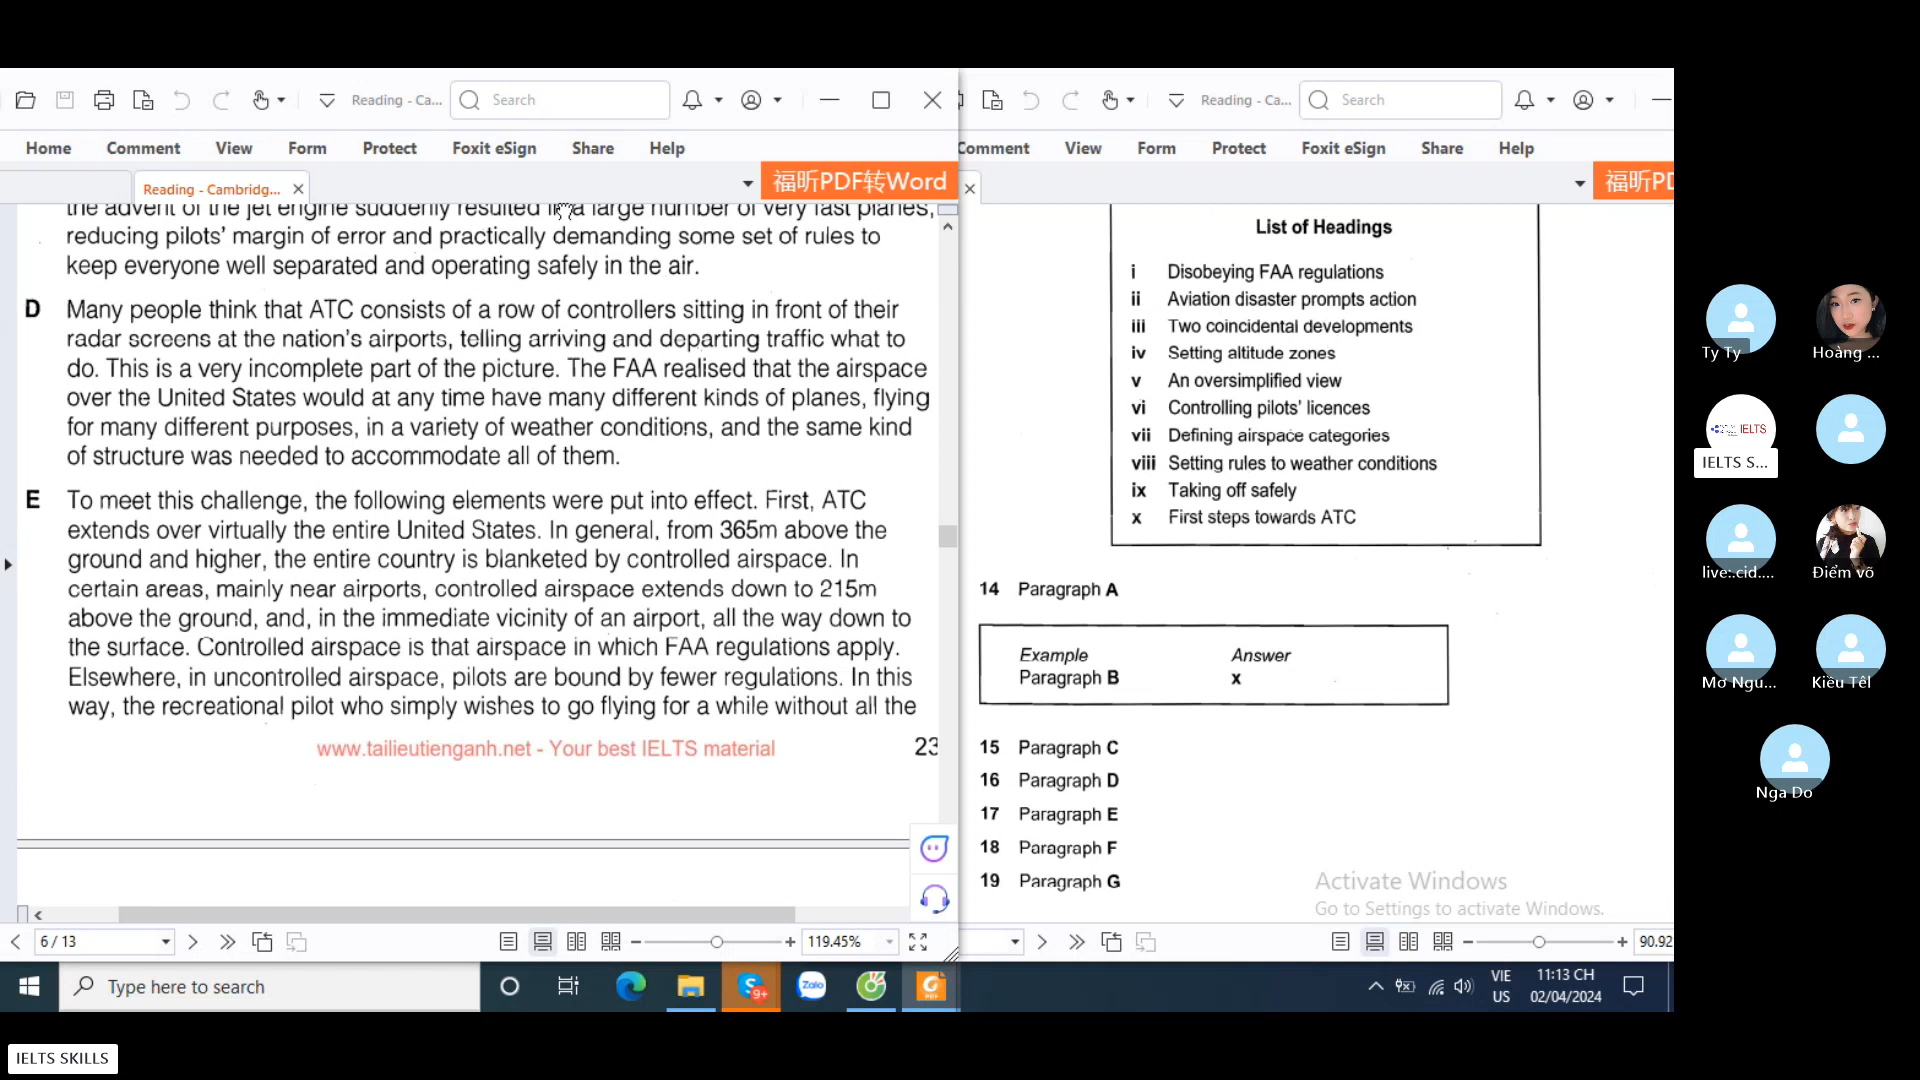 Reading - Ca...
Search
Reading - Ca...
Search
Home
Comment
View
Form
Protect
Foxit eSign
Share
Help
Comment
View
Form
Protect
Foxit eSign
Share
Help
Reading - Cambridg...
福昕PDF转Word
福昕PD
the advent of the jet engine suddenly resulted in a large number of very fast planes,
reducing pilots' margin of error and practically demanding some set of rules to
keep everyone well separated and operating safely in the air.
D Many people think that ATC consists of a row of controllers sitting in front of their
radar screens at the nation's airports, telling arriving and departing traffic what to
do. This is a very incomplete part of the picture. The FAA realised that the airspace
over the United States would at any time have many different kinds of planes, flying
for many different purposes, in a variety of weather conditions, and the same kind
of structure was needed to accommodate all of them.
E To meet this challenge, the following elements were put into effect. First, ATC
extends over virtually the entire United States. In general, from 365m above the
ground and higher, the entire country is blanketed by controlled airspace. In
certain areas, mainly near airports, controlled airspace extends down to 215m
above the ground, and, in the immediate vicinity of an airport, all the way down to
the surface. Controlled airspace is that airspace in which FAA regulations apply.
Elsewhere, in uncontrolled airspace, pilots are bound by fewer regulations. In this
way, the recreational pilot who simply wishes to go flying for a while without all the
www.tailieutienganh.net - Your best IELTS material
23
List of Headings
i Disobeying FAA regulations
ii Aviation disaster prompts action
iii Two coincidental developments
iv Setting altitude zones
v An oversimplified view
vi Controlling pilots' licences
vii Defining airspace categories
viii Setting rules to weather conditions
ix Taking off safely
x First steps towards ATC
14 Paragraph A
Example Answer
Paragraph B x
15 Paragraph C
16 Paragraph D
17 Paragraph E
18 Paragraph F
19 Paragraph G
Activate Windows
Go to Settings to activate Windows.
6 / 13
119.45%
90.92
Type here to search
9+
Zalo
PDF
VIE
US
11:13 CH
02/04/2024
Ty Ty
Hoàng ...
IELTS
IELTS S...
live:.cid....
Điểm võ
Mơ Ngu...
Kiều Têl
Nga Do
IELTS SKILLS